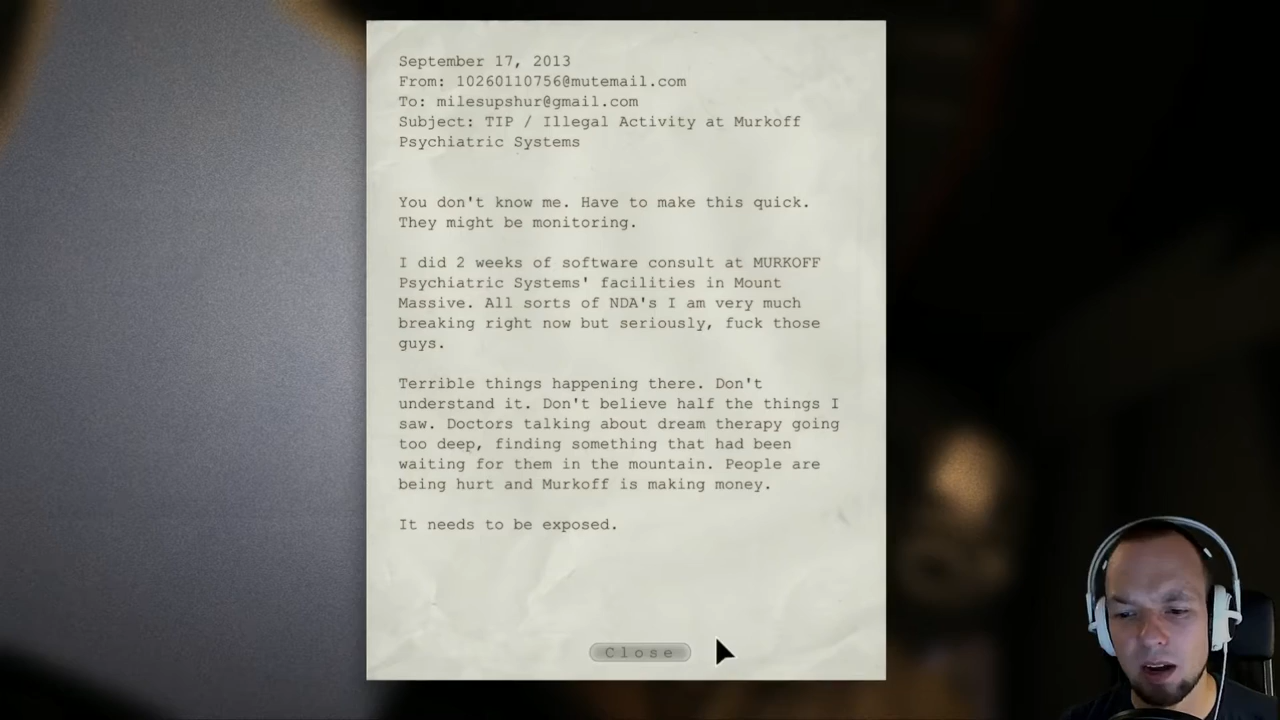 September 17, 2013
From: 10260110756@mutemail.com
To: milesupshur@gmail.com
Subject: TIP / Illegal Activity at Murkoff
Psychiatric Systems
You don't know me. Have to make this quick.
They might be monitoring.
I did 2 weeks of software consult at MURKOFF
Psychiatric Systems' facilities in Mount
Massive. All sorts of NDA's I am very much
breaking right now but seriously, fuck those
guys.
Terrible things happening there. Don't
understand it. Don't believe half the things I
saw. Doctors talking about dream therapy going
too deep, finding something that had been
waiting for them in the mountain. People are
being hurt and Murkoff is making money.
It needs to be exposed.
Close